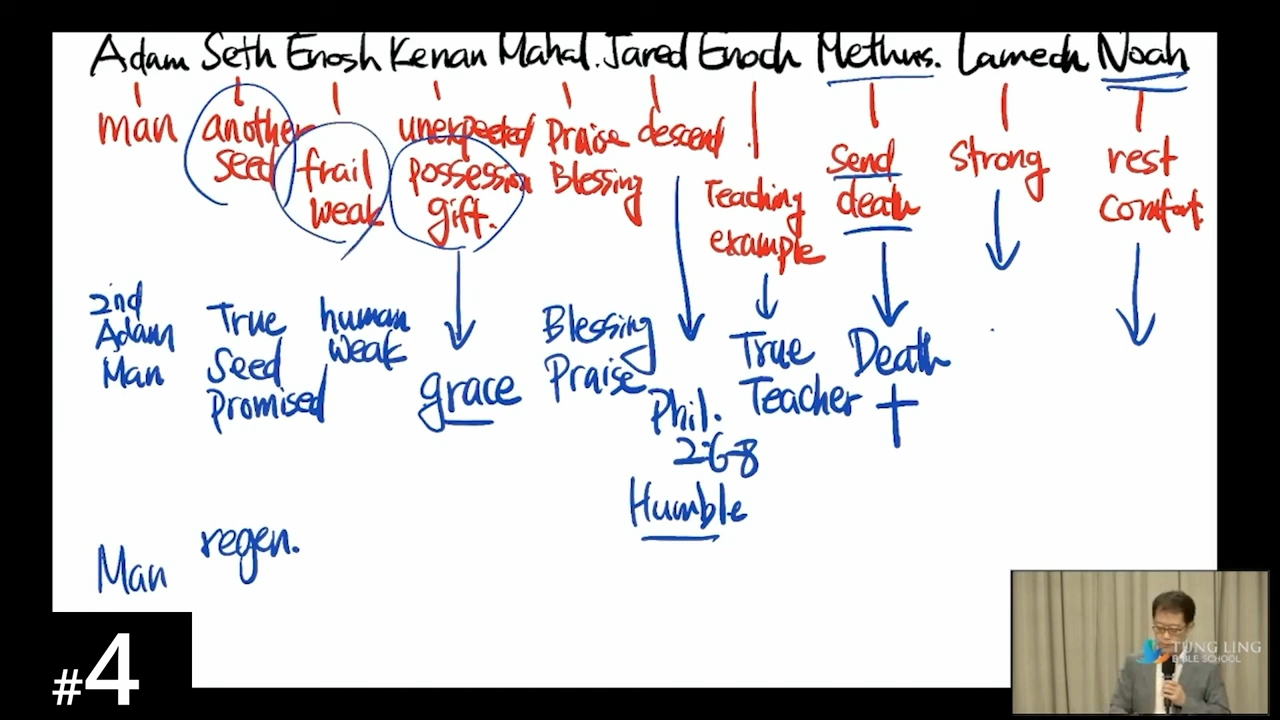 Adam Seth Enosh Kenan Mahal. Jared Enoch Methus. Lamech Noah
man
another
seed
frail
weak
unexpected
possession
gift.
Praise
Blessing
descend
Teaching
example
send
death
Strong
rest
comfort.
2nd
Adam
Man
True
Seed
Promised
human
weak
grace
Blessing
Praise
Phil.
2:6-8
Humble
True
Teacher
Death
Man
regen.
#4
TUNG LING
BIBLE SCHOOL